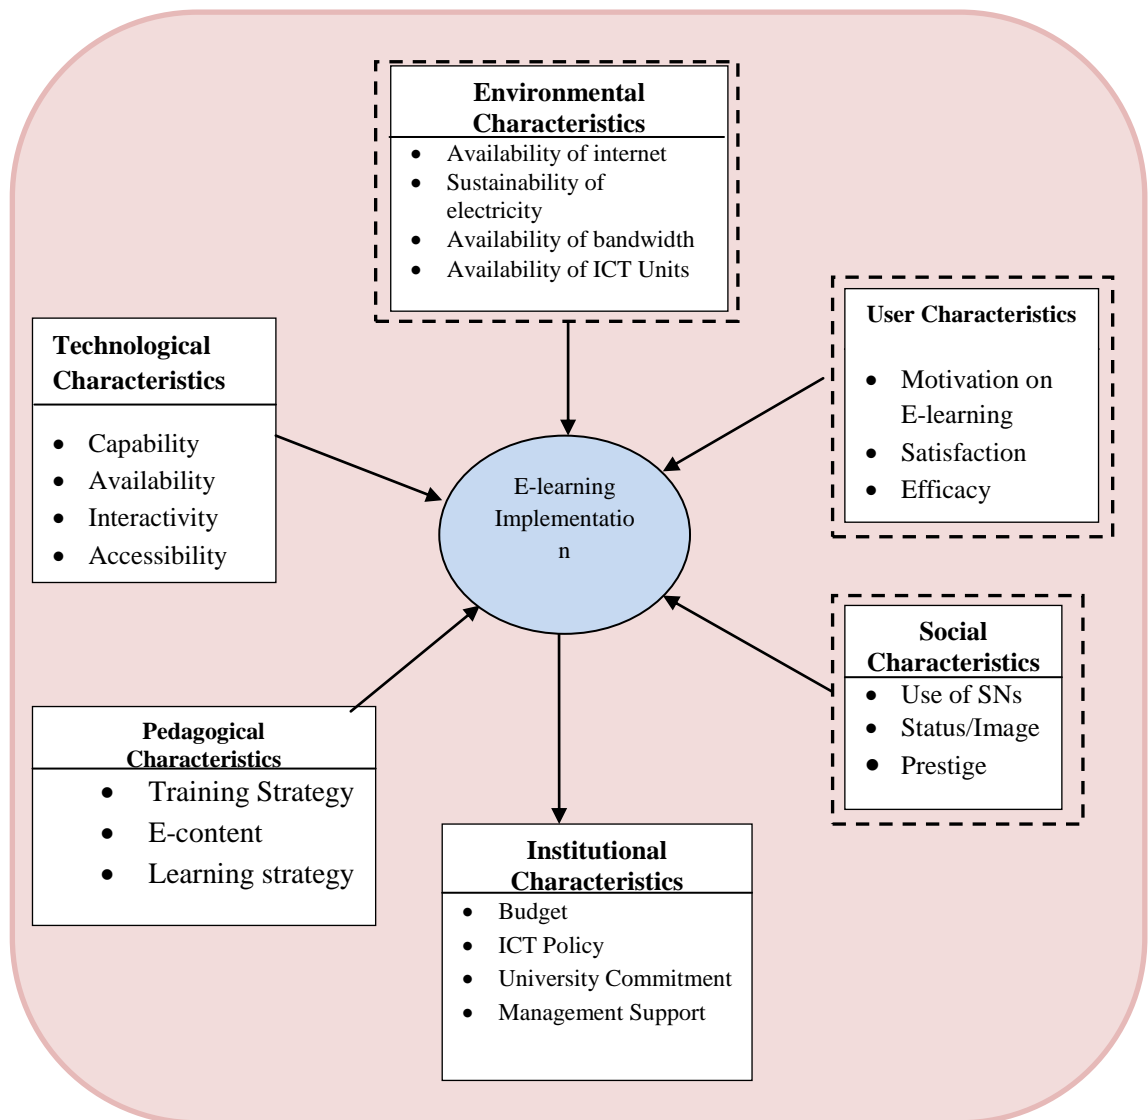 Environmental
Characteristics
• Availability of internet
• Sustainability of
electricity
• Availability of bandwidth
• Availability of ICT Units
User Characteristics
• Motivation on
E-learning
• Satisfaction
• Efficacy
Technological
Characteristics
• Capability
• Availability
• Interactivity
• Accessibility
E-learning
Implementatio
n
Social
Characteristics
• Use of SNs
• Status/Image
• Prestige
Pedagogical
Characteristics
• Training Strategy
• E-content
• Learning strategy
Institutional
Characteristics
• Budget
• ICT Policy
• University Commitment
• Management Support